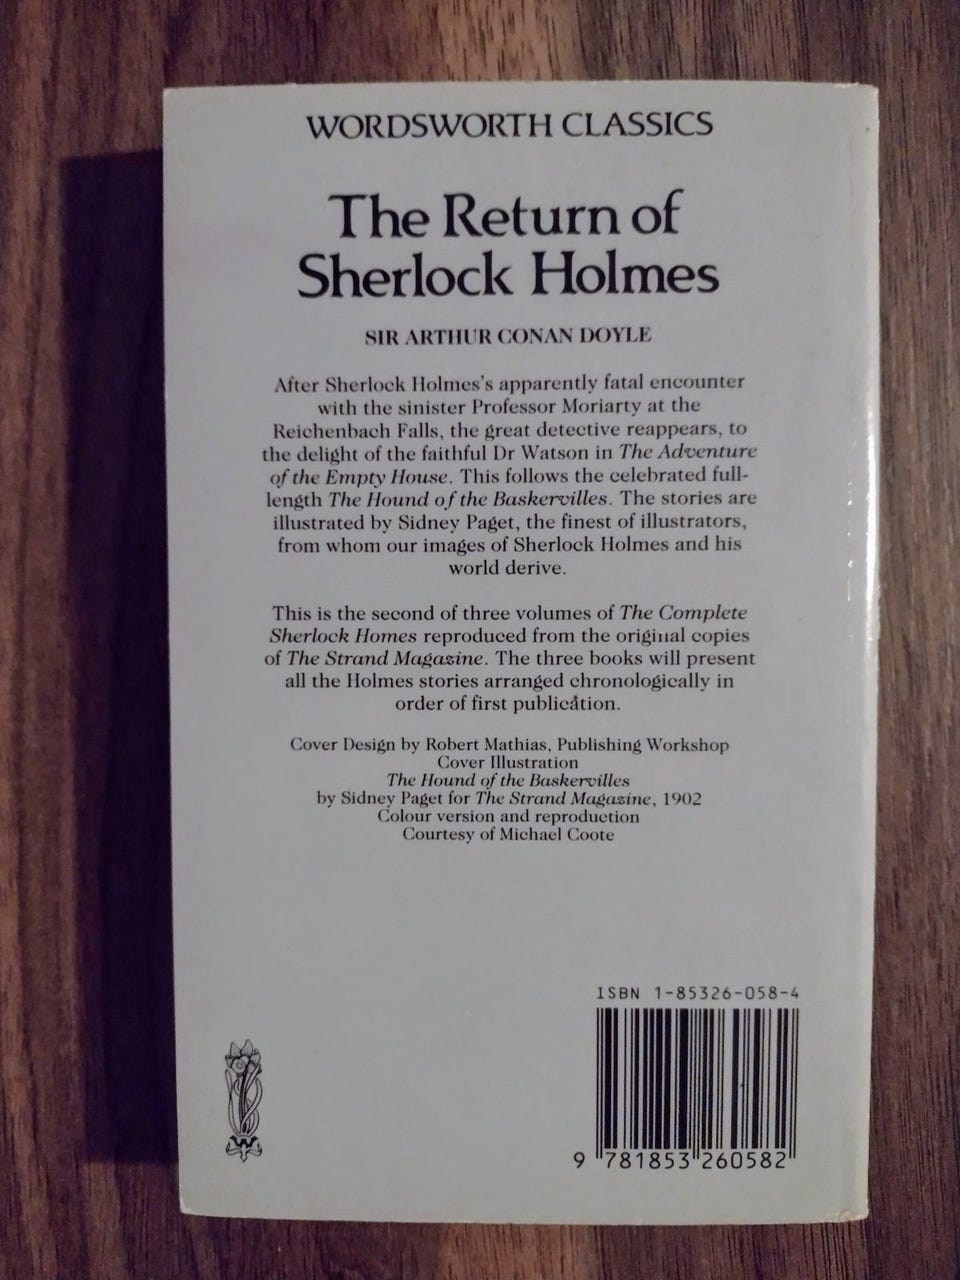 WORDSWORTH CLASSICS
The Return of
Sherlock Holmes
SIR ARTHUR CONAN DOYLE
After Sherlock Holmes's apparently fatal encounter
with the sinister Professor Moriarty at the
Reichenbach Falls, the great detective reappears, to
the delight of the faithful Dr Watson in The Adventure
of the Empty House. This follows the celebrated full-
length The Hound of the Baskervilles. The stories are
illustrated by Sidney Paget, the finest of illustrators,
from whom our images of Sherlock Holmes and his
world derive.
This is the second of three volumes of The Complete
Sherlock Homes reproduced from the original copies
of The Strand Magazine. The three books will present
all the Holmes stories arranged chronologically in
order of first publication.
Cover Design by Robert Mathias, Publishing Workshop
Cover Illustration
The Hound of the Baskervilles
by Sidney Paget for The Strand Magazine, 1902
Colour version and reproduction
Courtesy of Michael Coote
ISBN 1-85326-058-4
9 781853 260582